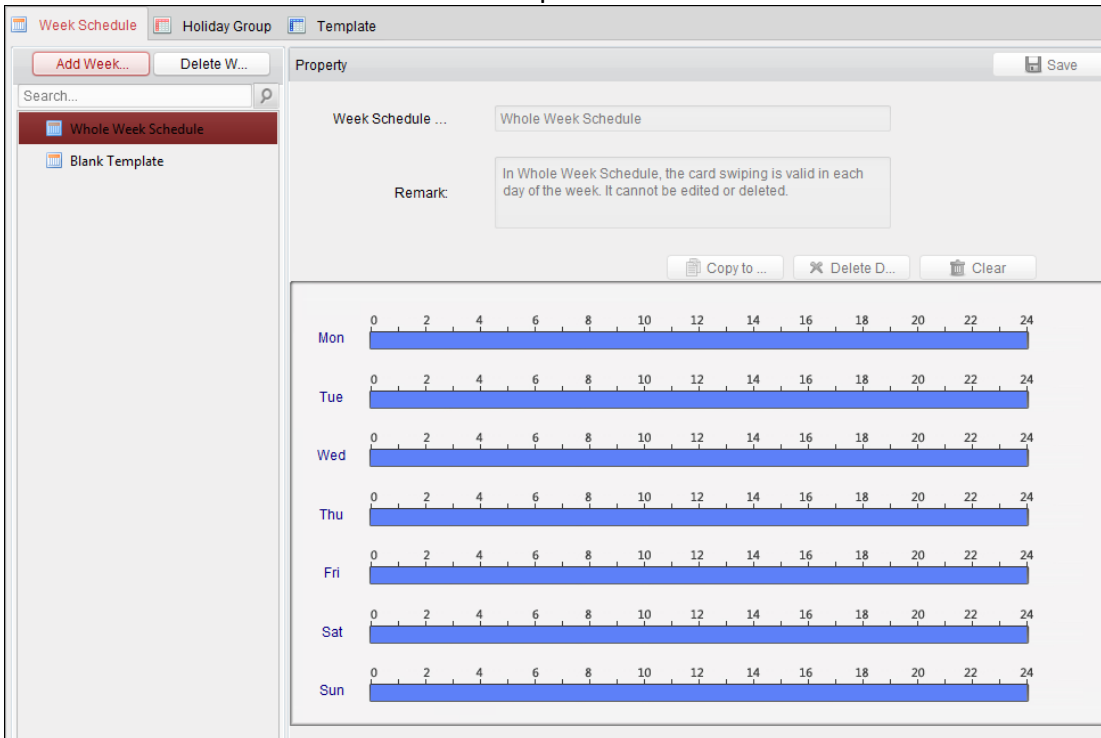 Week Schedule Holiday Group Template
Add Week... Delete W...
Search...
Whole Week Schedule
Blank Template
Property Save
Week Schedule ... Whole Week Schedule
Remark: In Whole Week Schedule, the card swiping is valid in each
day of the week. It cannot be edited or deleted.
Copy to ... Delete D... Clear
0 2 4 6 8 10 12 14 16 18 20 22 24
Mon
0 2 4 6 8 10 12 14 16 18 20 22 24
Tue
0 2 4 6 8 10 12 14 16 18 20 22 24
Wed
0 2 4 6 8 10 12 14 16 18 20 22 24
Thu
0 2 4 6 8 10 12 14 16 18 20 22 24
Fri
0 2 4 6 8 10 12 14 16 18 20 22 24
Sat
0 2 4 6 8 10 12 14 16 18 20 22 24
Sun